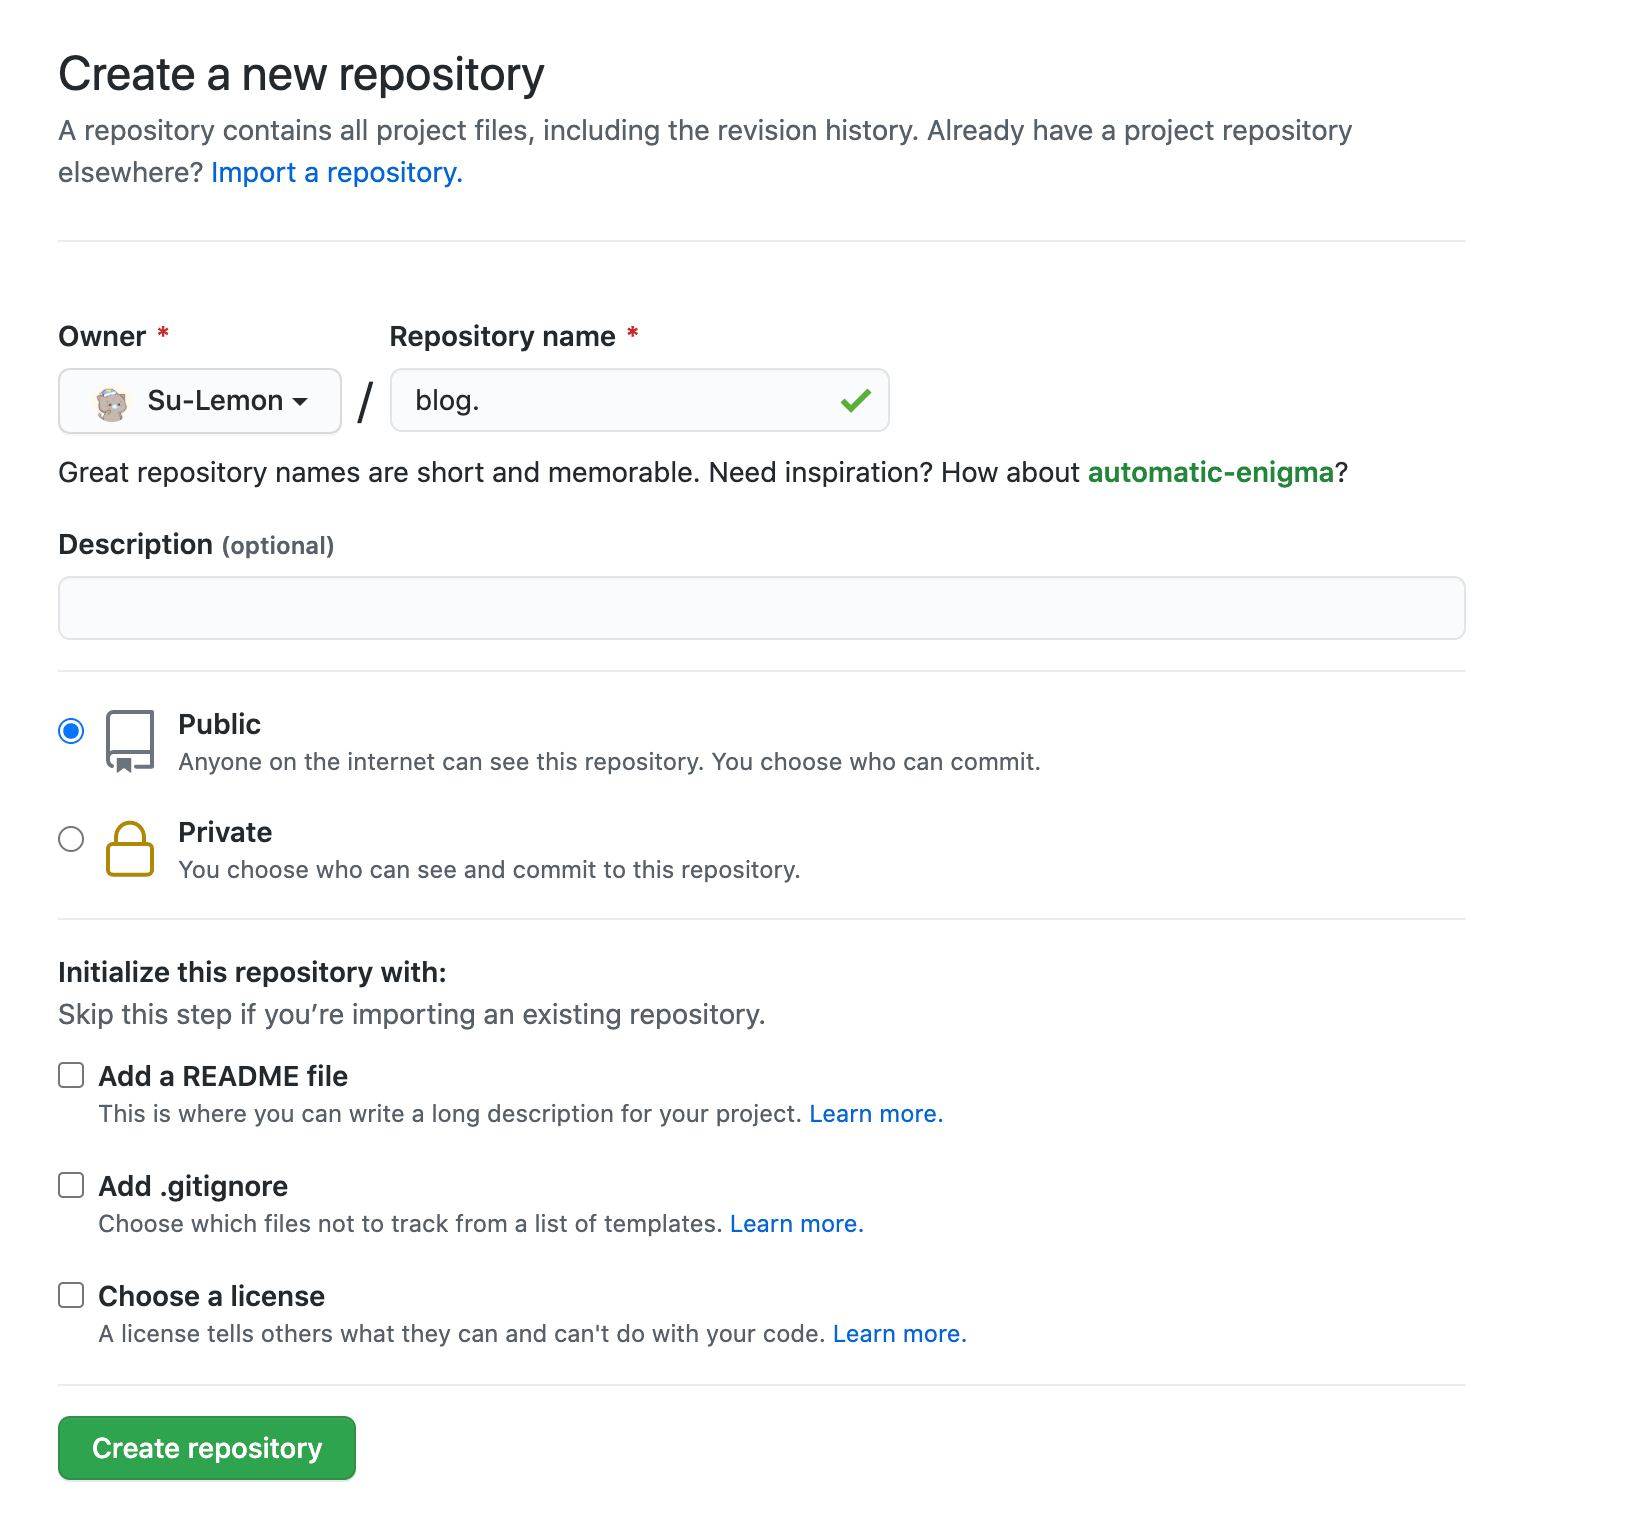 Create a new repository
A repository contains all project files, including the revision history. Already have a project repository
elsewhere? Import a repository.
Owner *
Repository name *
Su-Lemon
/
blog.
Great repository names are short and memorable. Need inspiration? How about automatic-enigma?
Description (optional)
Public
Anyone on the internet can see this repository. You choose who can commit.
Private
You choose who can see and commit to this repository.
Initialize this repository with:
Skip this step if you’re importing an existing repository.
Add a README file
This is where you can write a long description for your project. Learn more.
Add .gitignore
Choose which files not to track from a list of templates. Learn more.
Choose a license
A license tells others what they can and can't do with your code. Learn more.
Create repository